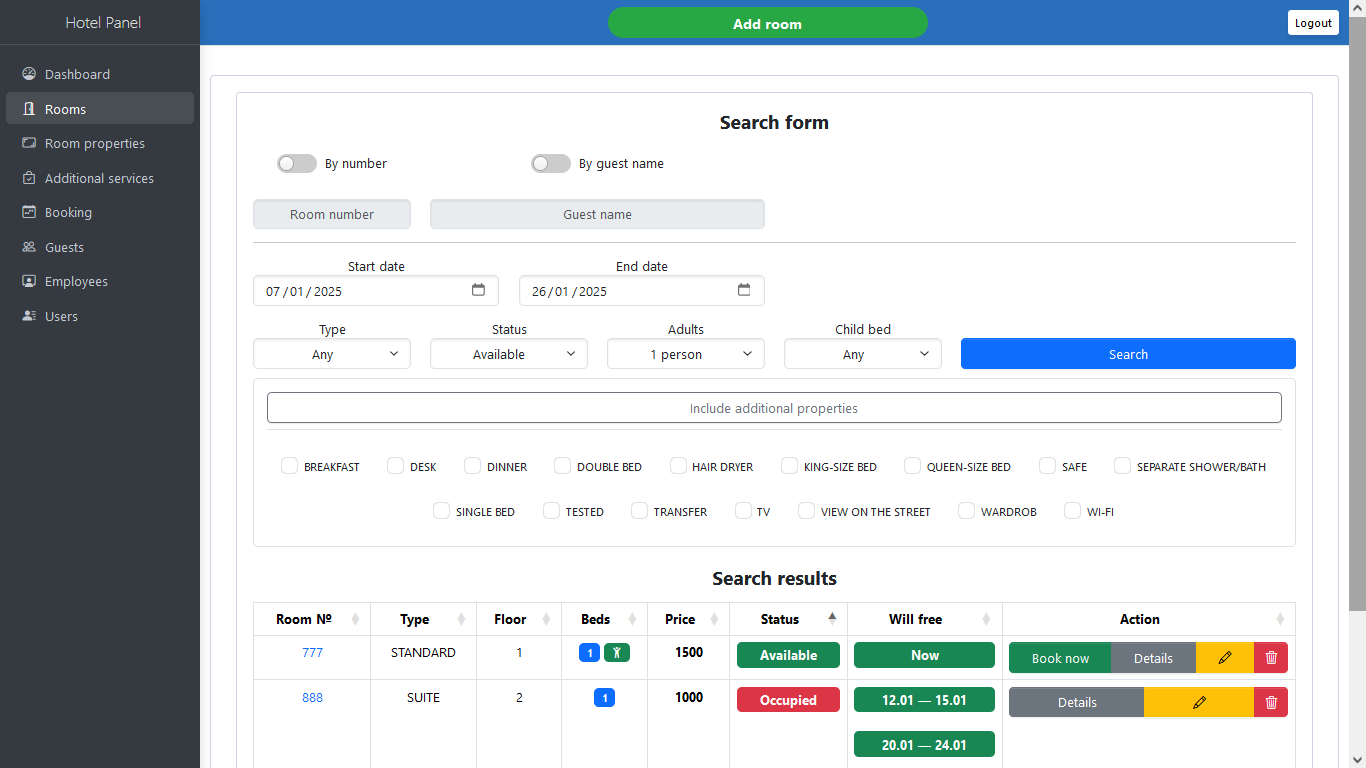 Hotel Panel
Add room
Logout
Dashboard
Rooms
Room properties
Additional services
Booking
Guests
Employees
Users
Search form
By number
By guest name
Room number
Guest name
Start date
End date
07/01/2025
26/01/2025
Type
Status
Adults
Child bed
Any
Available
1 person
Any
Search
Include additional properties
BREAKFAST DESK DINNER DOUBLE BED HAIR DRYER KING-SIZE BED QUEEN-SIZE BED SAFE SEPARATE SHOWER/BATH
SINGLE BED TESTED TRANSFER TV VIEW ON THE STREET WARDROB WI-FI
Search results
Room № Type Floor Beds Price Status Will free Action
777 STANDARD 1 1 1500 Available Now Book now Details
888 SUITE 2 1 1000 Occupied 12.01 — 15.01 Details
20.01 — 24.01